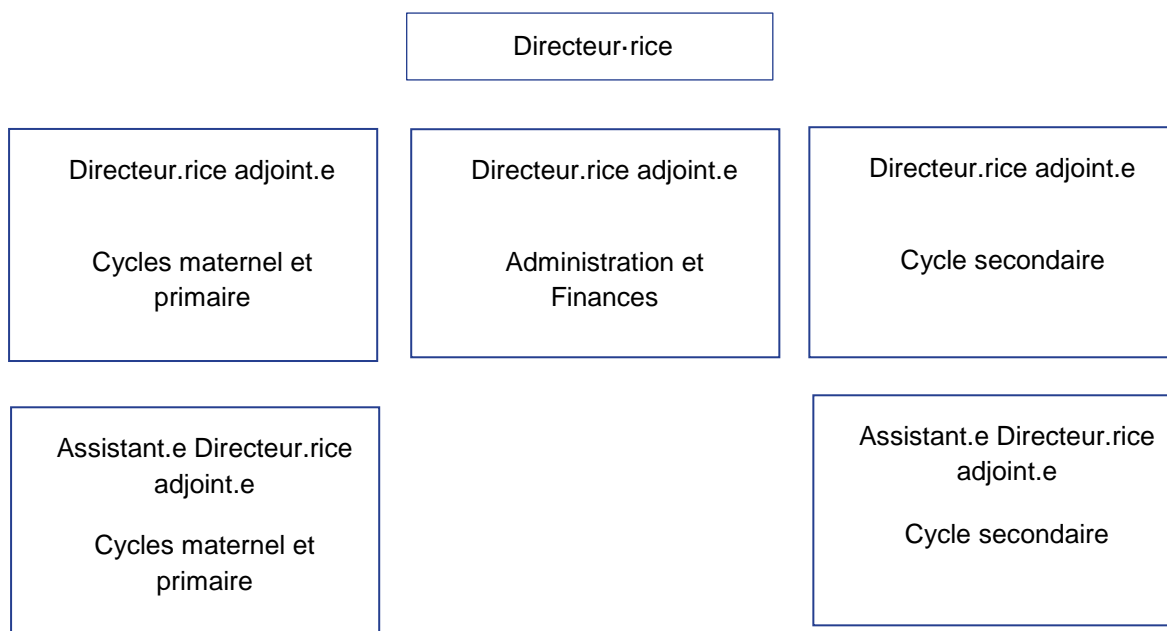 Directeur·rice
Directeur.rice adjoint.e
Cycles maternel et
primaire
Directeur.rice adjoint.e
Administration et
Finances
Directeur.rice adjoint.e
Cycle secondaire
Assistant.e Directeur.rice
adjoint.e
Cycles maternel et
primaire
Assistant.e Directeur.rice
adjoint.e
Cycle secondaire